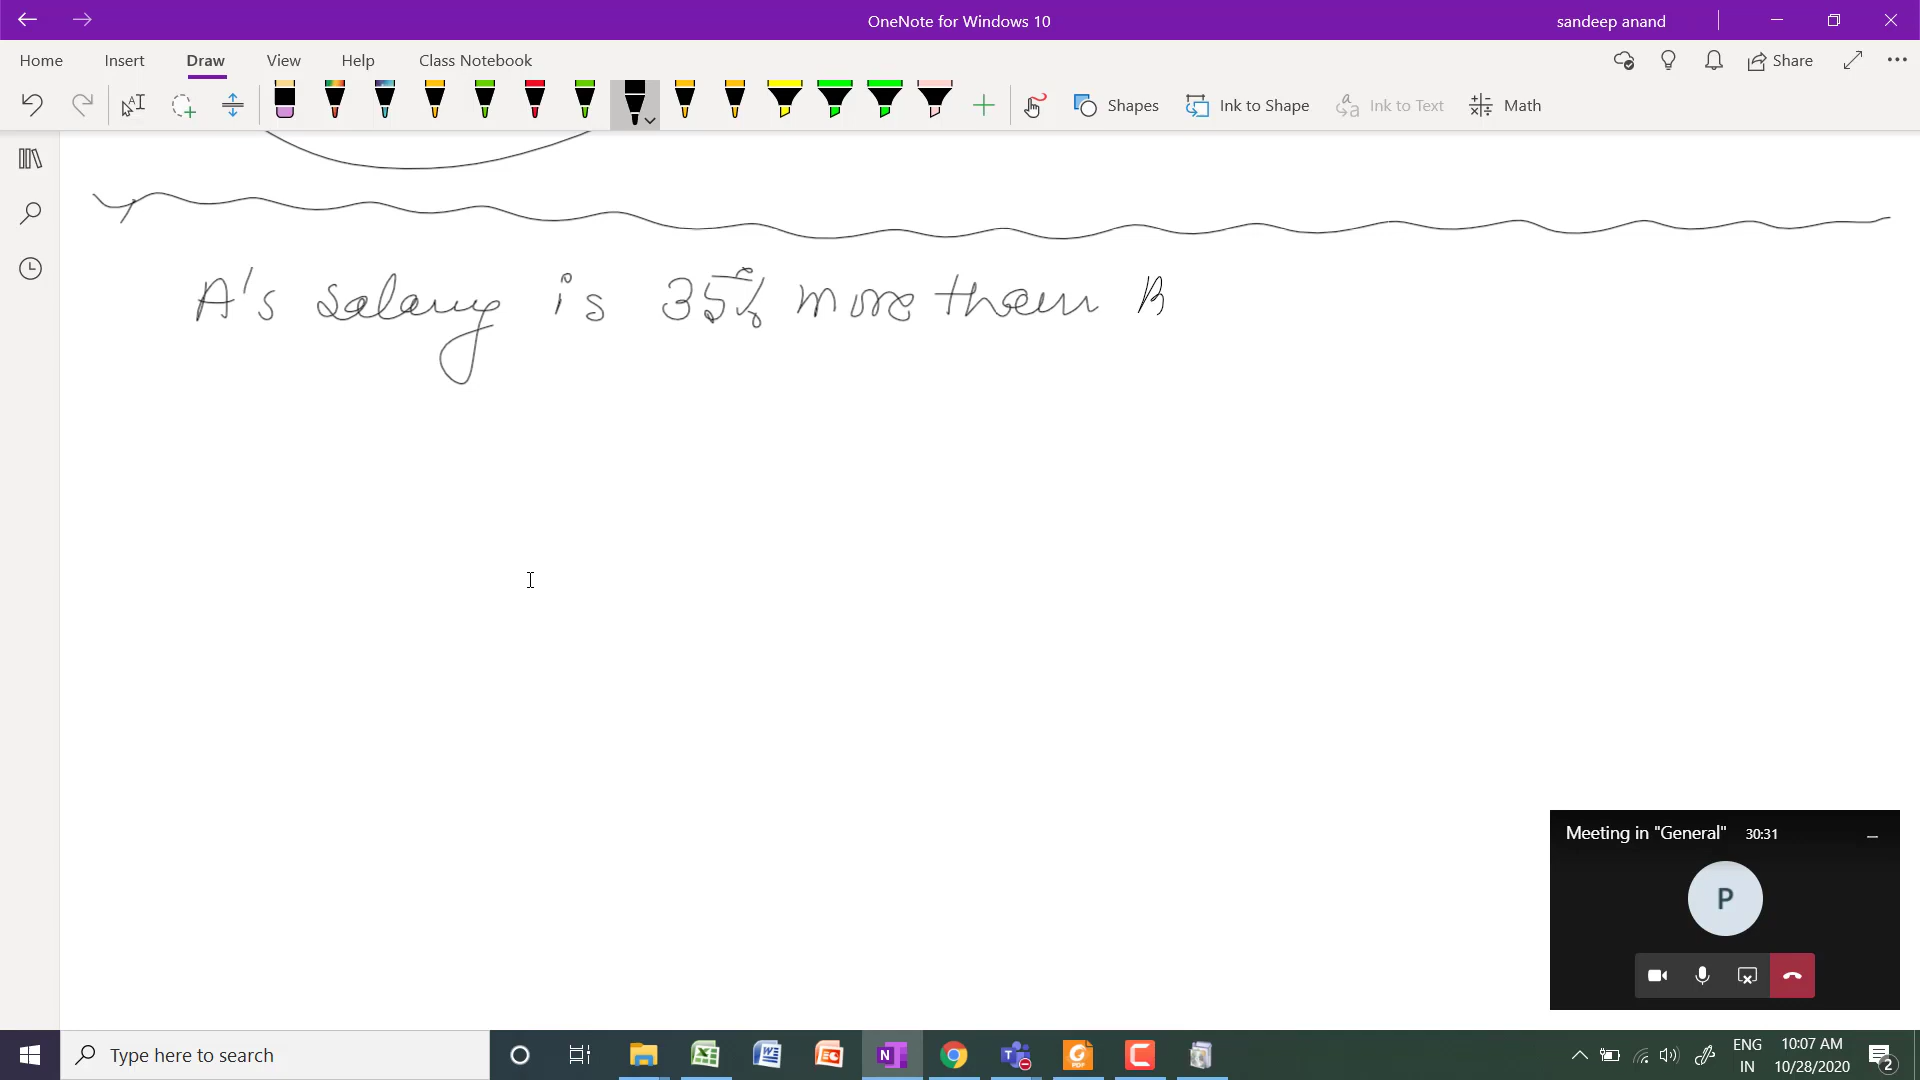 OneNote for Windows 10
sandeep anand
Home Insert Draw View Help Class Notebook
Share
Shapes Ink to Shape Ink to Text Math
A's salary is 35% more than B
Meeting in "General" 30:31
P
Type here to search
ENG 10:07 AM
IN 10/28/2020 2